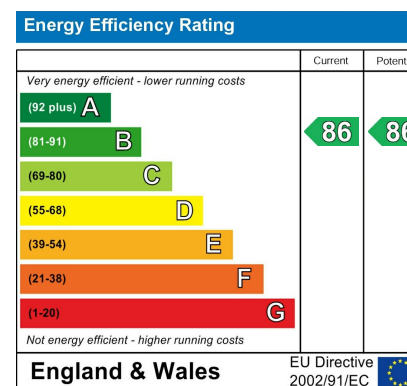 Energy Efficiency Rating
Current Potent
Very energy efficient - lower running costs
(92 plus) A
(81-91) B 86 86
(69-80) C
(55-68) D
(39-54) E
(21-38) F
(1-20) G
Not energy efficient - higher running costs
England & Wales
EU Directive
2002/91/EC